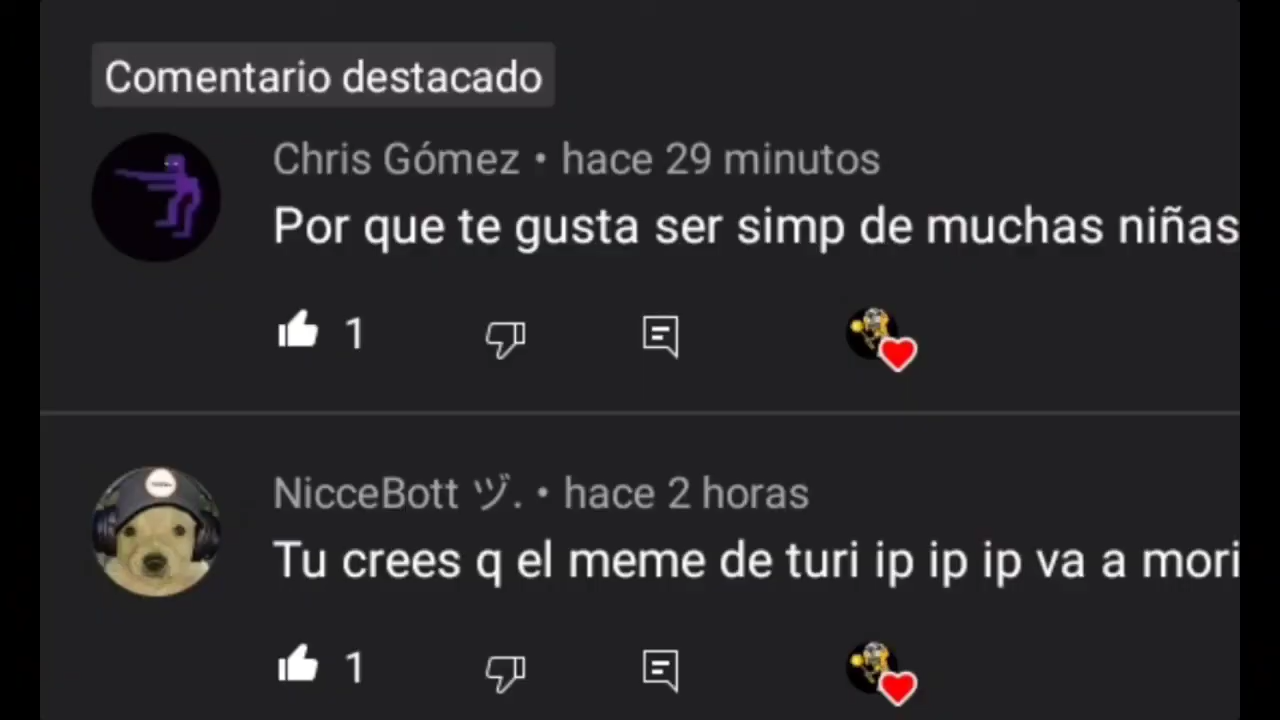 Comentario destacado
Chris Gómez • hace 29 minutos
Por que te gusta ser simp de muchas niñas
1
NicceBott ヅ. • hace 2 horas
Tu crees q el meme de turi ip ip ip va a mori
1